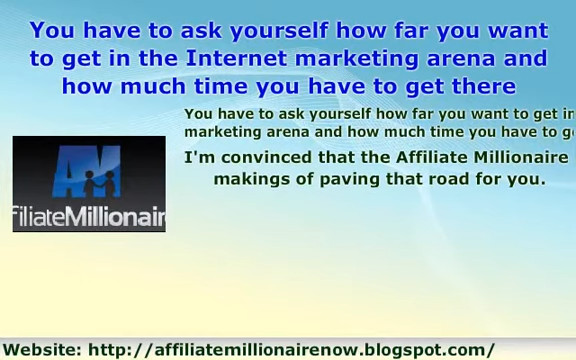 You have to ask yourself how far you want
to get in the Internet marketing arena and
how much time you have to get there
You have to ask yourself how far you want to get in
marketing arena and how much time you have to g
I'm convinced that the Affiliate Millionaire
makings of paving that road for you.
AM
filiateMillionair
Website: http://affiliatemillionairenow.blogspot.com/